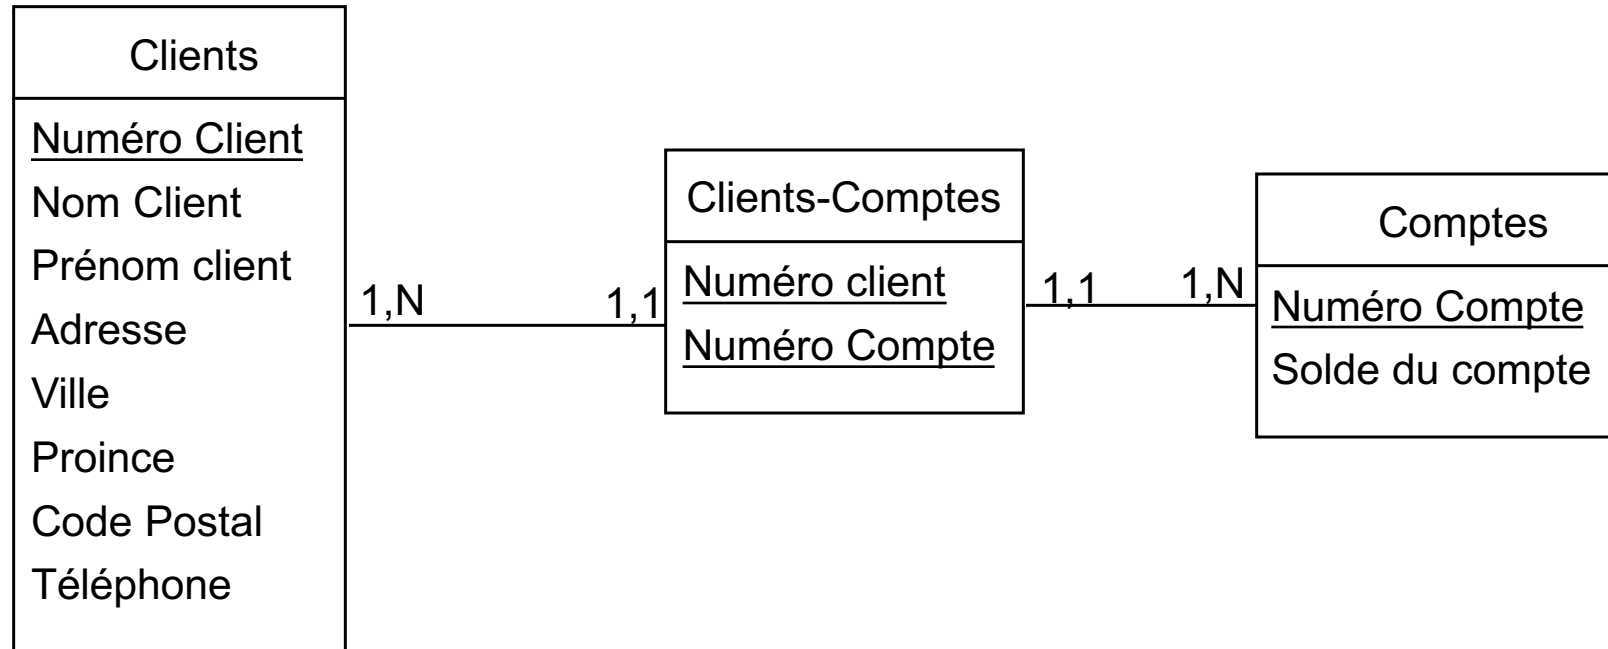 Clients
Numéro Client
Nom Client
Prénom client
Adresse
Ville
Proince
Code Postal
Téléphone
1,N
1,1
Clients-Comptes
Numéro client
Numéro Compte
1,1
1,N
Comptes
Numéro Compte
Solde du compte